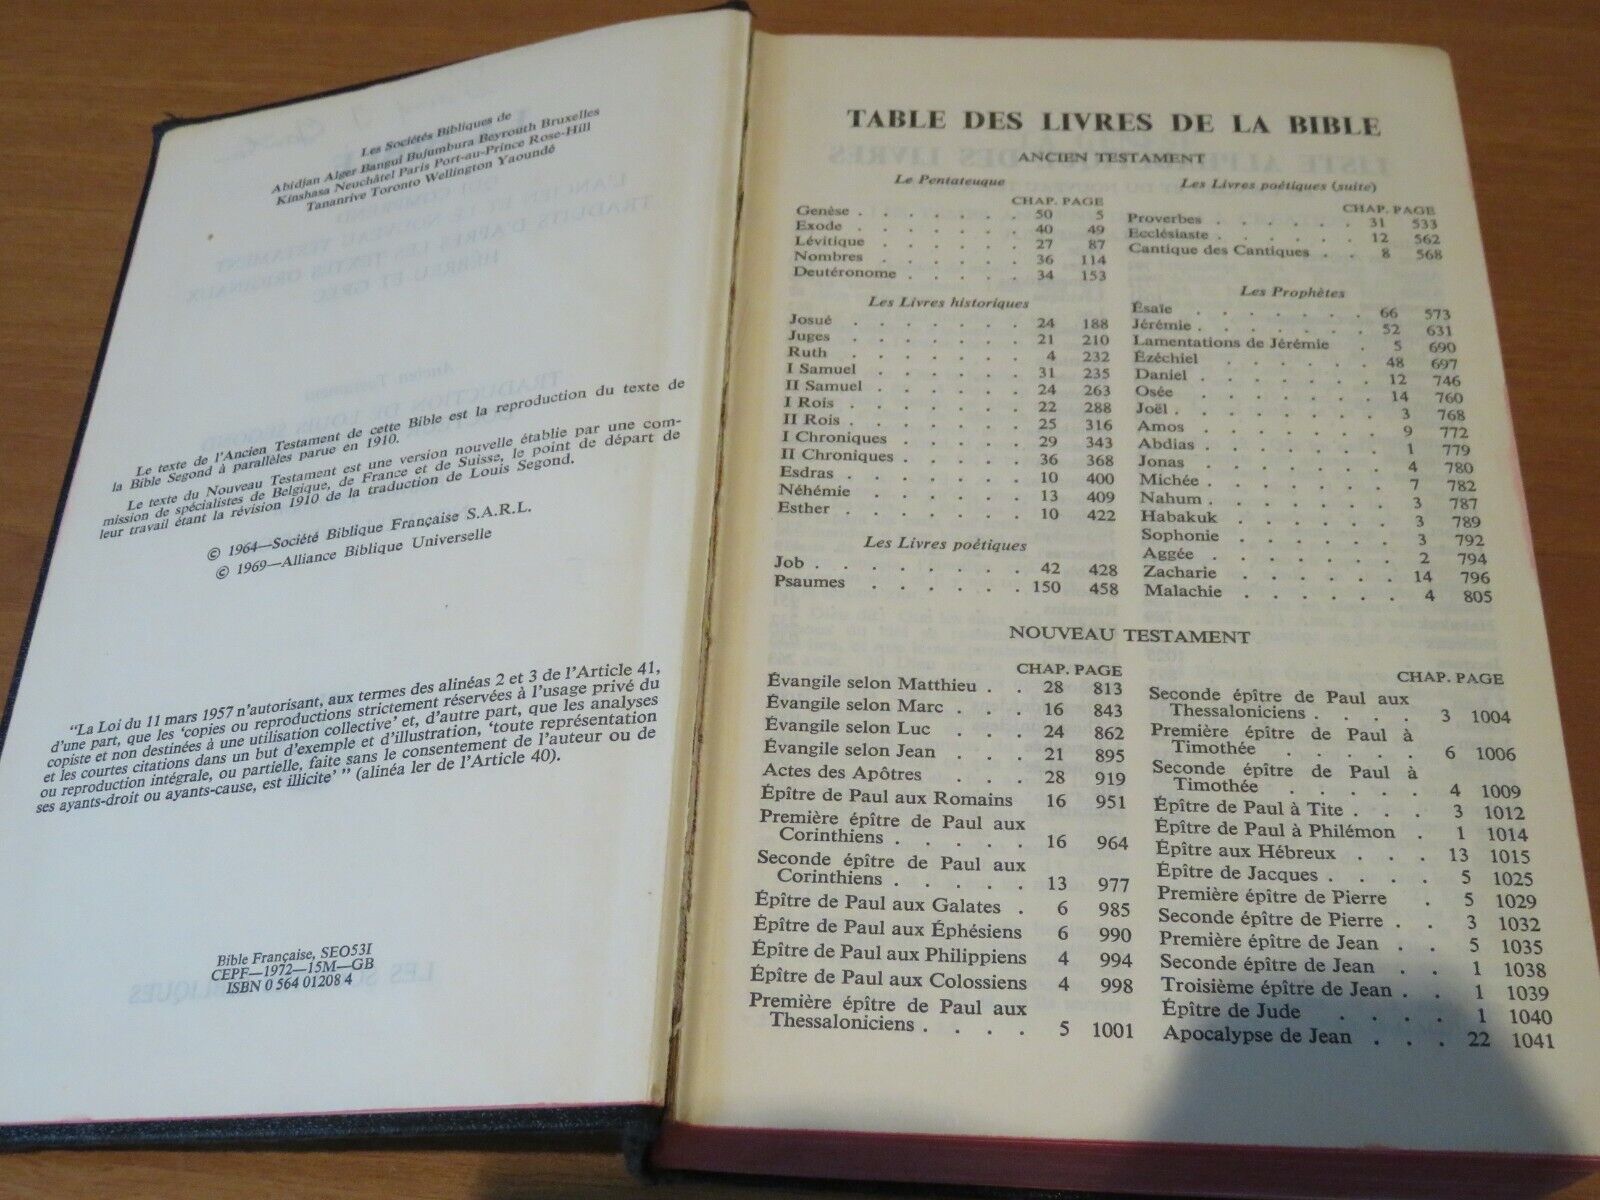 Les Sociétés Bibliques de
Abidjan Alger Bangui Bujumbura Beyrouth Bruxelles
Kinshasa Neuchâtel Paris Port-au-Prince Rose-Hill
Tananrive Toronto Wellington Yaoundé
Le texte de l'Ancien Testament de cette Bible est la reproduction du texte de
la Bible Segond à parallèles parue en 1910.
Le texte du Nouveau Testament est une version nouvelle établie par une com-
mission de spécialistes de Belgique, de France et de Suisse, le point de départ de
leur travail étant la révision 1910 de la traduction de Louis Segond.
© 1964—Société Biblique Française S.A.R.L.
© 1969—Alliance Biblique Universelle
"La Loi du 11 mars 1957 n'autorisant, aux termes des alinéas 2 et 3 de l'Article 41,
d'une part, que les 'copies ou reproductions strictement réservées à l'usage privé du
copiste et non destinées à une utilisation collective' et, d'autre part, que les analyses
et les courtes citations dans un but d'exemple et d'illustration, 'toute représentation
ou reproduction intégrale, ou partielle, faite sans le consentement de l'auteur ou de
ses ayants-droit ou ayants-cause, est illicite' " (alinéa ler de l'Article 40).
Bible Française, SEO53I
CEPF—1972—15M—GB
ISBN 0 564 01208 4
TABLE DES LIVRES DE LA BIBLE
ANCIEN TESTAMENT
Le Pentateuque
CHAP. PAGE
Genèse . . . . . . . 50 5
Exode . . . . . . . 40 49
Lévitique . . . . . . 27 87
Nombres . . . . . . 36 114
Deutéronome . . . . . 34 153
Les Livres historiques
Josué . . . . . . . 24 188
Juges . . . . . . . 21 210
Ruth . . . . . . . 4 232
I Samuel . . . . . . 31 235
II Samuel . . . . . . 24 263
I Rois . . . . . . . 22 288
II Rois . . . . . . . 25 316
I Chroniques . . . . . 29 343
II Chroniques . . . . . 36 368
Esdras . . . . . . . 10 400
Néhémie . . . . . . 13 409
Esther . . . . . . . 10 422
Les Livres poétiques
Job . . . . . . . . 42 428
Psaumes . . . . . . 150 458
Les Livres poétiques (suite)
CHAP. PAGE
Proverbes . . . . . . 31 533
Ecclésiaste . . . . . . 12 562
Cantique des Cantiques . . 8 568
Les Prophètes
Ésaïe . . . . . . . 66 573
Jérémie . . . . . . . 52 631
Lamentations de Jérémie . 5 690
Ézéchiel . . . . . . 48 697
Daniel . . . . . . . 12 746
Osée . . . . . . . 14 760
Joël . . . . . . . . 3 768
Amos . . . . . . . 9 772
Abdias . . . . . . . 1 779
Jonas . . . . . . . 4 780
Michée . . . . . . . 7 782
Nahum . . . . . . . 3 787
Habakuk . . . . . . 3 789
Sophonie . . . . . . 3 792
Aggée . . . . . . . 2 794
Zacharie . . . . . . 14 796
Malachie . . . . . . 4 805
NOUVEAU TESTAMENT
CHAP. PAGE
Évangile selon Matthieu . . 28 813
Évangile selon Marc . . . 16 843
Évangile selon Luc . . . 24 862
Évangile selon Jean . . . 21 895
Actes des Apôtres . . . 28 919
Épître de Paul aux Romains 16 951
Première épître de Paul aux
Corinthiens . . . . . 16 964
Seconde épître de Paul aux
Corinthiens . . . . . 13 977
Épître de Paul aux Galates . 6 985
Épître de Paul aux Éphésiens 6 990
Épître de Paul aux Philippiens 4 994
Épître de Paul aux Colossiens 4 998
Première épître de Paul aux
Thessaloniciens . . . . 5 1001
CHAP. PAGE
Seconde épître de Paul aux
Thessaloniciens . . . . 3 1004
Première épître de Paul à
Timothée . . . . . 6 1006
Seconde épître de Paul à
Timothée . . . . . 4 1009
Épître de Paul à Tite . . . 3 1012
Épître de Paul à Philémon . 1 1014
Épître aux Hébreux . . . 13 1015
Épître de Jacques . . . . 5 1025
Première épître de Pierre . 5 1029
Seconde épître de Pierre . . 3 1032
Première épître de Jean . . 5 1035
Seconde épître de Jean . . 1 1038
Troisième épître de Jean . . 1 1039
Épître de Jude . . . . 1 1040
Apocalypse de Jean . . . 22 1041